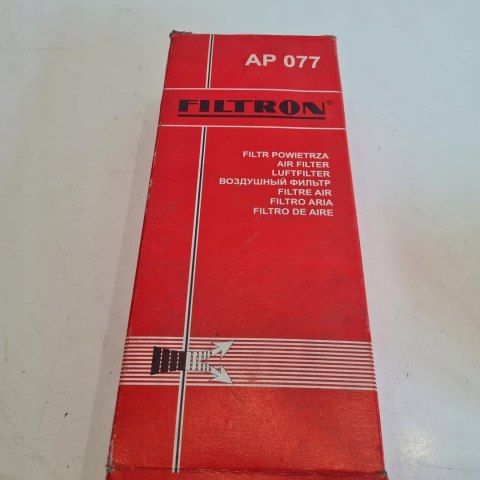 AP 077
FILTRON®
FILTR POWIETRZA
AIR FILTER
LUFTFILTER
ВОЗДУШНЫЙ ФИЛЬТР
FILTRE AIR
FILTRO ARIA
FILTRO DE AIRE